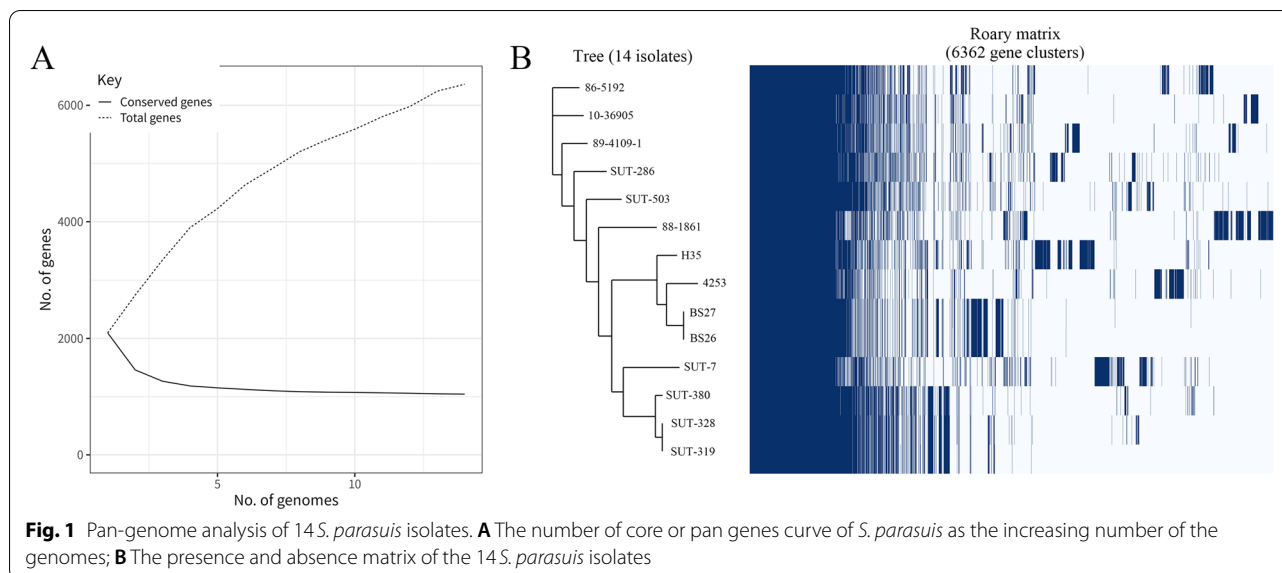 A
Key
Conserved genes
Total genes
6000
4000
2000
0
No. of genes
5
10
No. of genomes
B
Tree (14 isolates)
Roary matrix
(6362 gene clusters)
86-5192
10-36905
89-4109-1
SUT-286
SUT-503
88-1861
H35
4253
BS27
BS26
SUT-7
SUT-380
SUT-328
SUT-319
Fig. 1 Pan-genome analysis of 14 S. parasuis isolates. A The number of core or pan genes curve of S. parasuis as the increasing number of the
genomes; B The presence and absence matrix of the 14 S. parasuis isolates